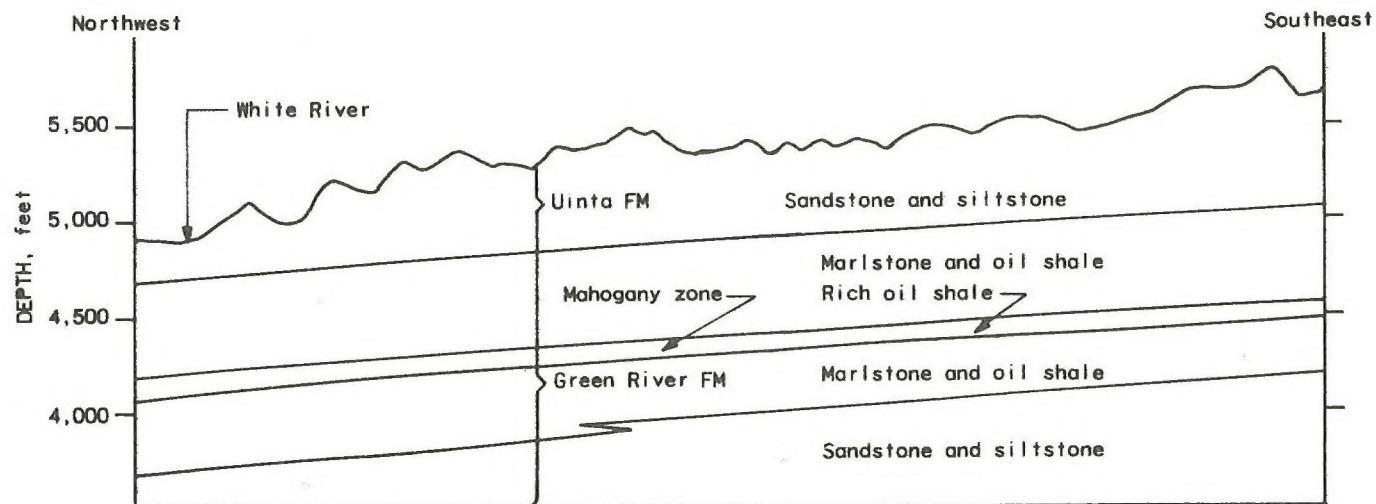 Northwest
Southeast
White River
5,500
5,000
4,500
4,000
DEPTH, feet
Uinta FM
Sandstone and siltstone
Marlstone and oil shale
Mahogany zone
Rich oil shale
Green River FM
Marlstone and oil shale
Sandstone and siltstone